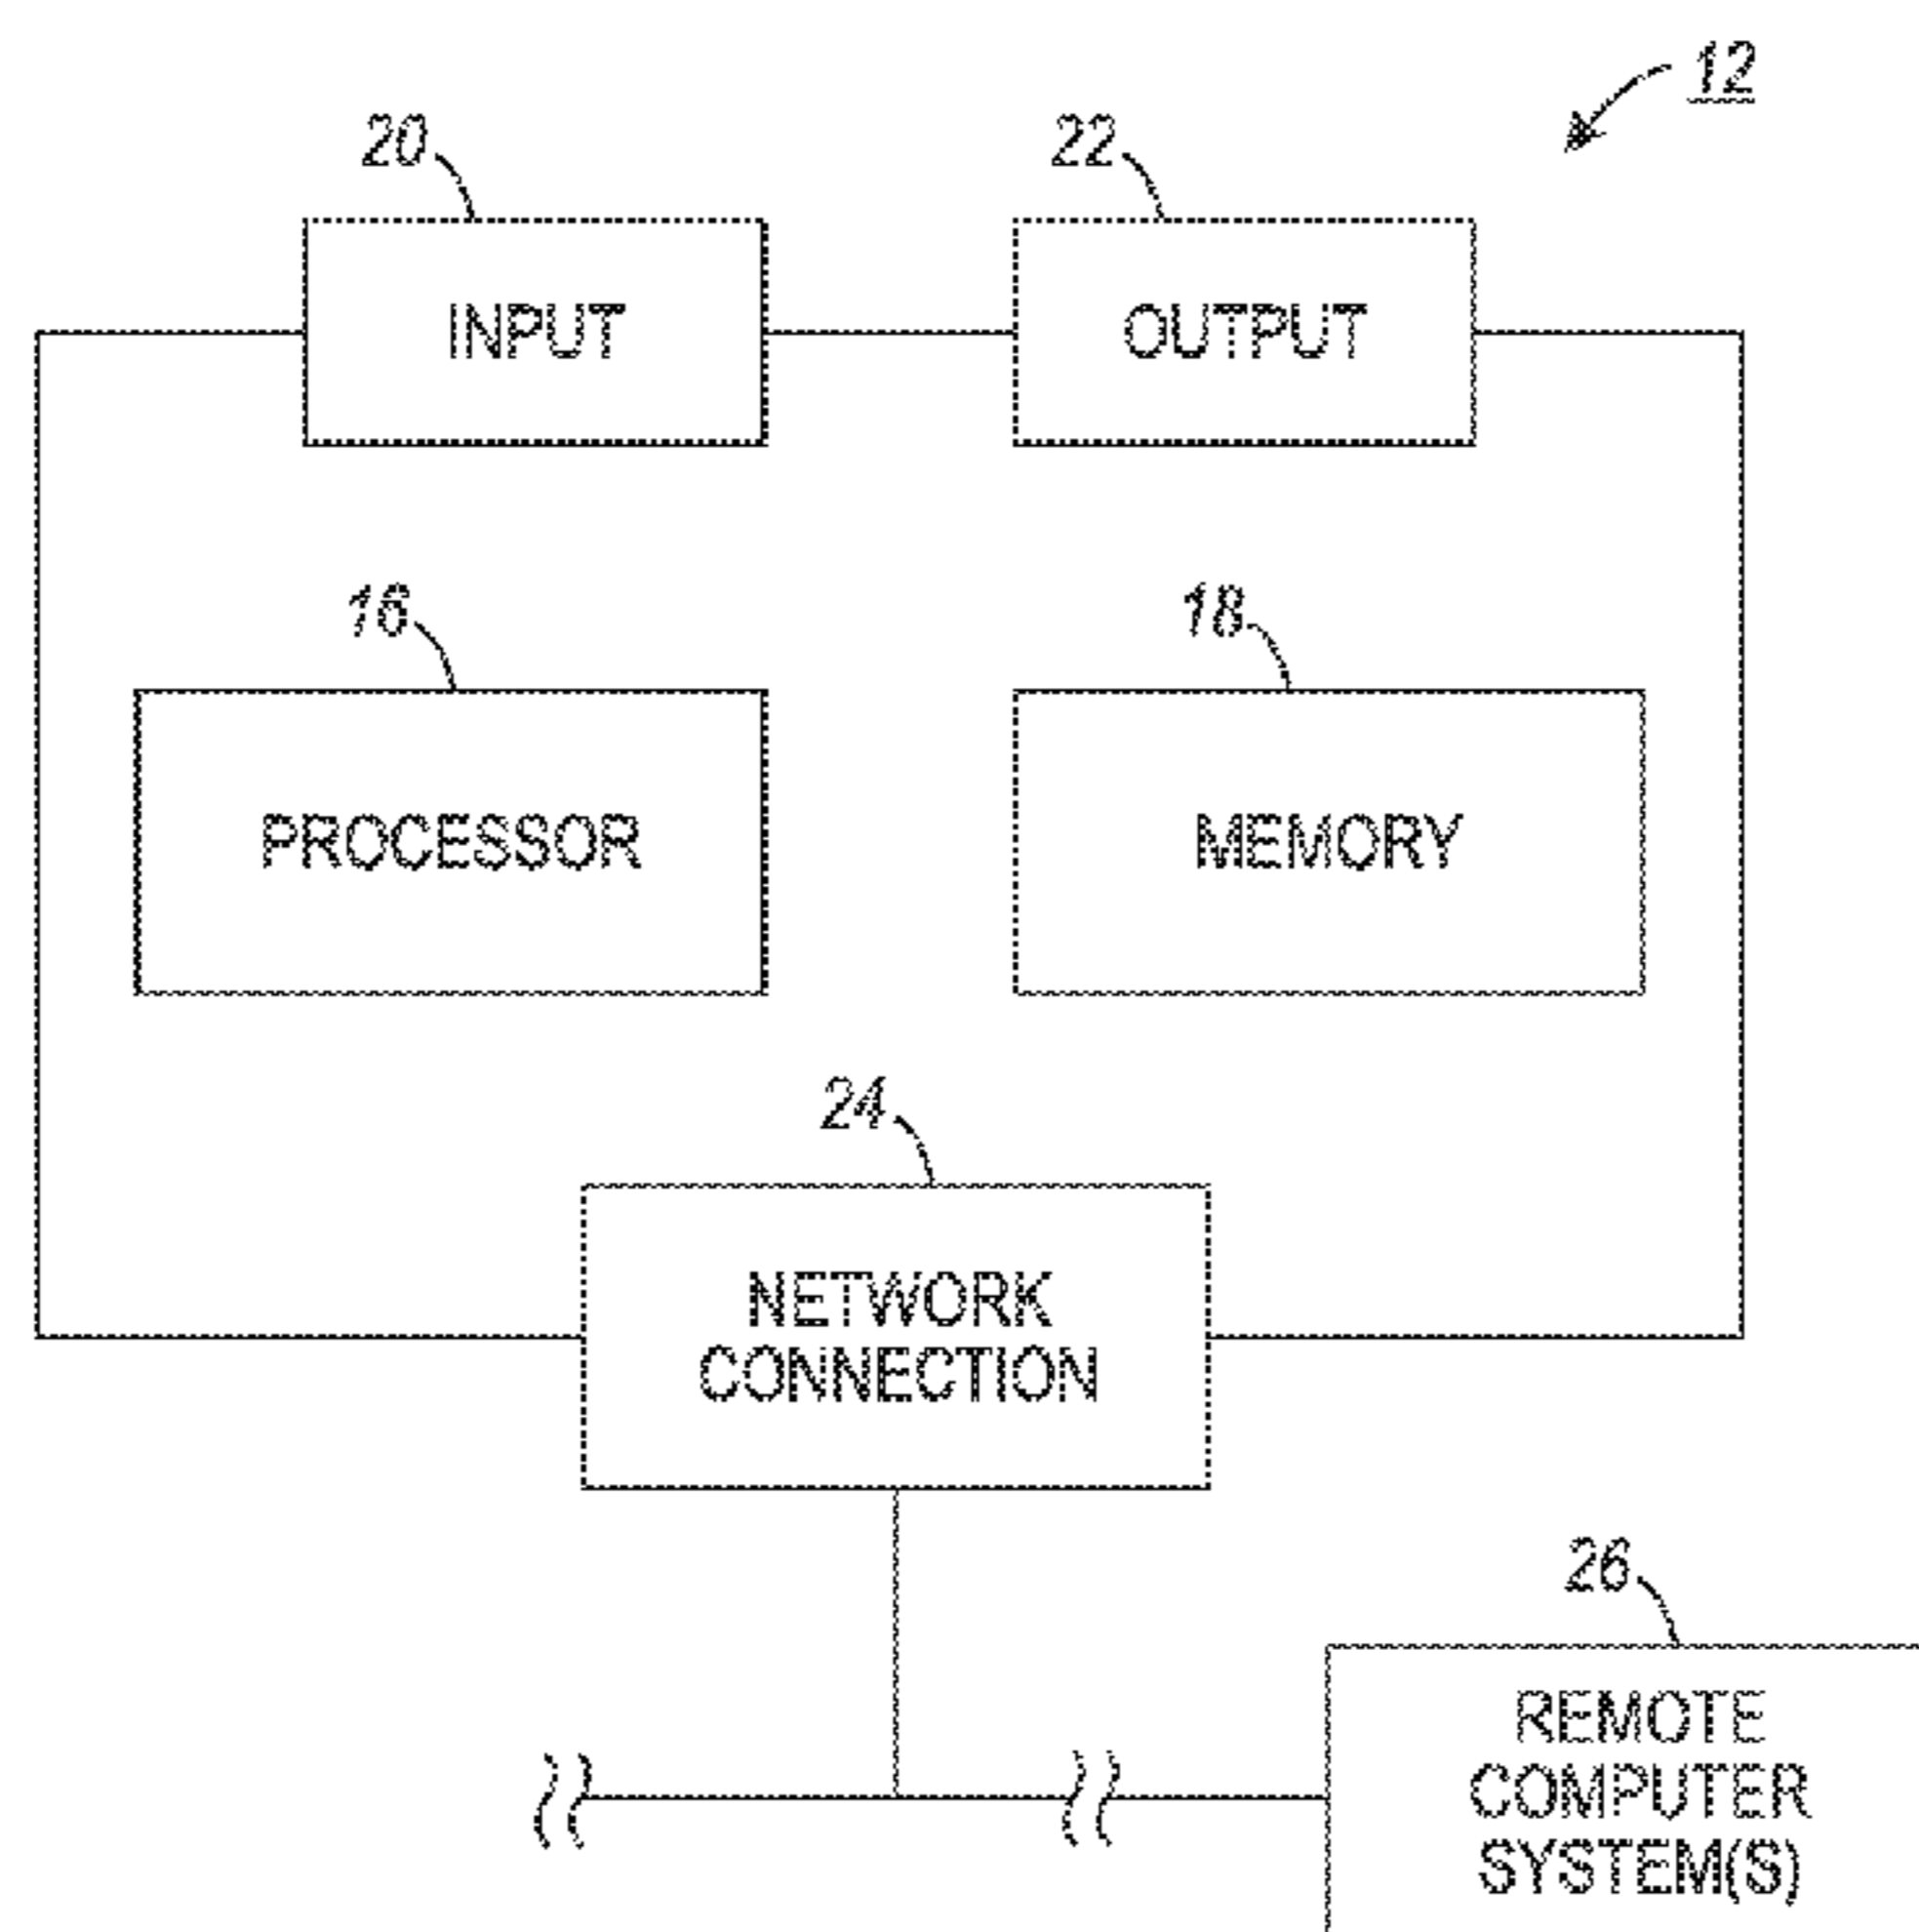 12
20
22
INPUT
OUTPUT
16
18
PROCESSOR
MEMORY
24
NETWORK
CONNECTION
26
REMOTE
COMPUTER
SYSTEM(S)